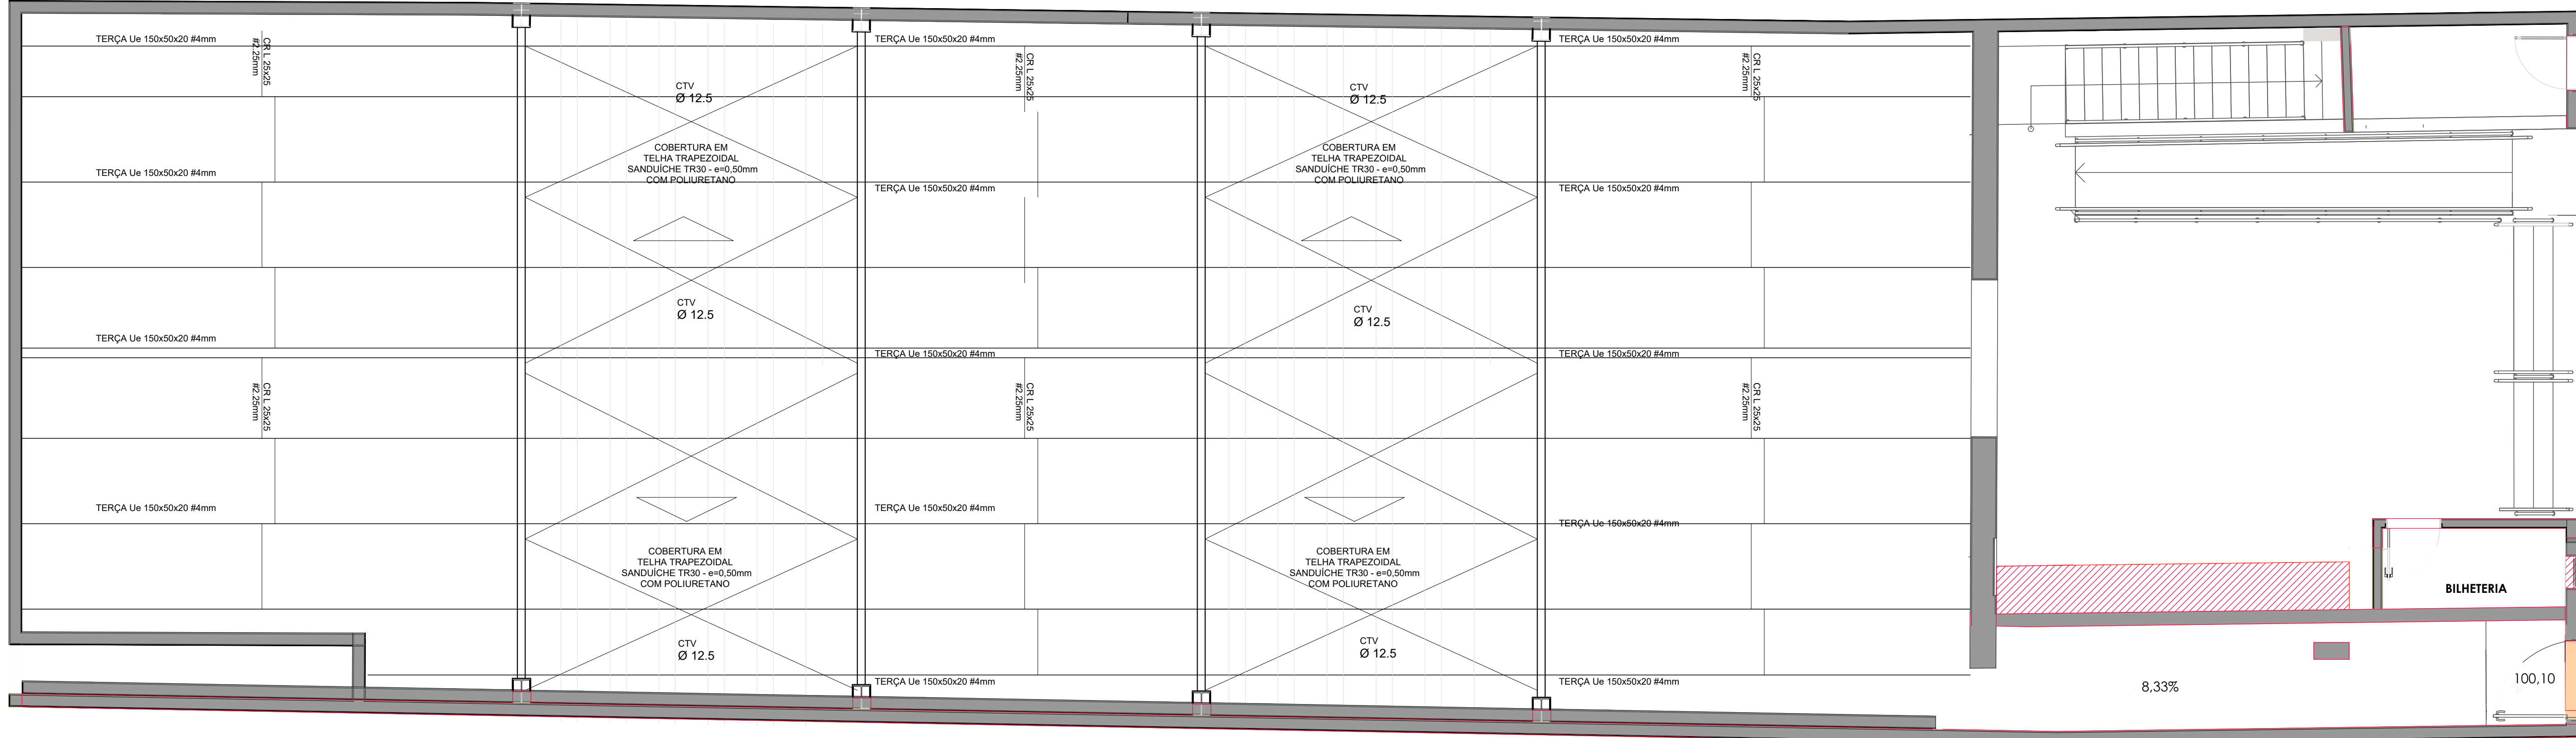 TERÇA Ue 150x50x20 #4mm
TERÇA Ue 150x50x20 #4mm
TERÇA Ue 150x50x20 #4mm
CR L 25x25
#2.25mm
CR L 25x25
#2.25mm
CR L 25x25
#2.25mm
CTV
Ø 12.5
CTV
Ø 12.5
COBERTURA EM
TELHA TRAPEZOIDAL
SANDUÍCHE TR30 - e=0,50mm
COM POLIURETANO
COBERTURA EM
TELHA TRAPEZOIDAL
SANDUÍCHE TR30 - e=0,50mm
COM POLIURETANO
TERÇA Ue 150x50x20 #4mm
TERÇA Ue 150x50x20 #4mm
TERÇA Ue 150x50x20 #4mm
CTV
Ø 12.5
CTV
Ø 12.5
TERÇA Ue 150x50x20 #4mm
TERÇA Ue 150x50x20 #4mm
TERÇA Ue 150x50x20 #4mm
CR L 25x25
#2.25mm
CR L 25x25
#2.25mm
CR L 25x25
#2.25mm
TERÇA Ue 150x50x20 #4mm
TERÇA Ue 150x50x20 #4mm
TERÇA Ue 150x50x20 #4mm
COBERTURA EM
TELHA TRAPEZOIDAL
SANDUÍCHE TR30 - e=0,50mm
COM POLIURETANO
COBERTURA EM
TELHA TRAPEZOIDAL
SANDUÍCHE TR30 - e=0,50mm
COM POLIURETANO
BILHETERIA
CTV
Ø 12.5
CTV
Ø 12.5
TERÇA Ue 150x50x20 #4mm
TERÇA Ue 150x50x20 #4mm
8,33%
100,10